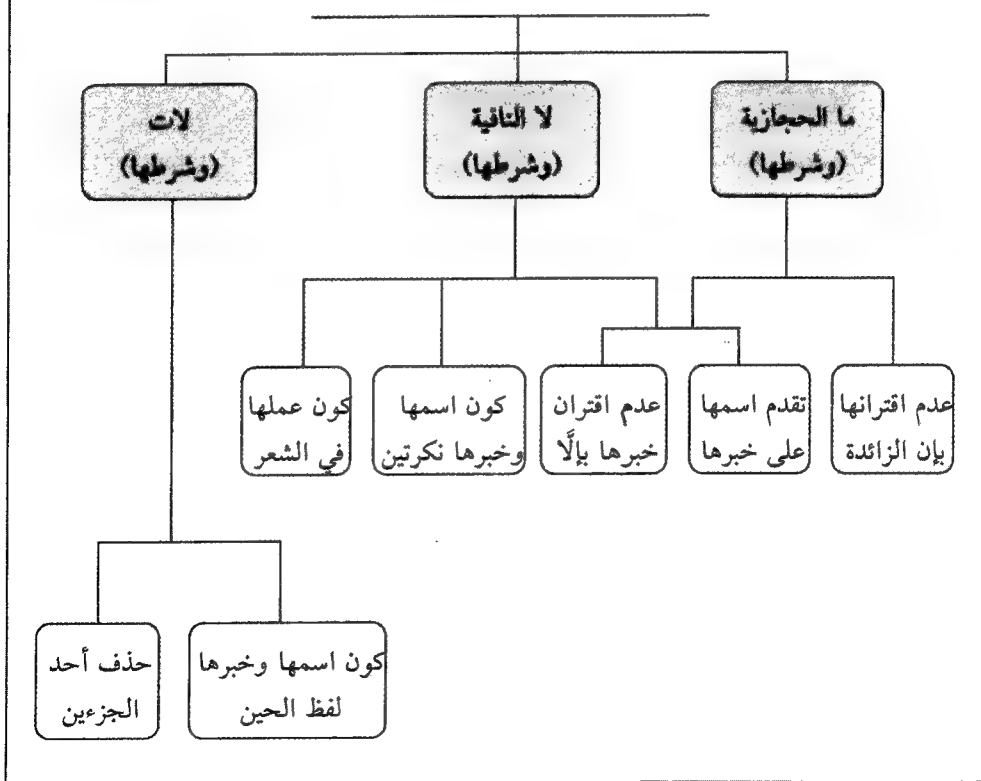 ما الحجازية
(وشرطها)
لا النافية
(وشرطها)
لات
(وشرطها)
عدم اقترانها
بإن الزائدة
تقدم اسمها
على خبرها
عدم اقتران
خبرها بإلَّا
كون اسمها
وخبرها نكرتين
كون عملها
في الشعر
كون اسمها وخبرها
لفظ الحين
حذف أحد
الجزءين